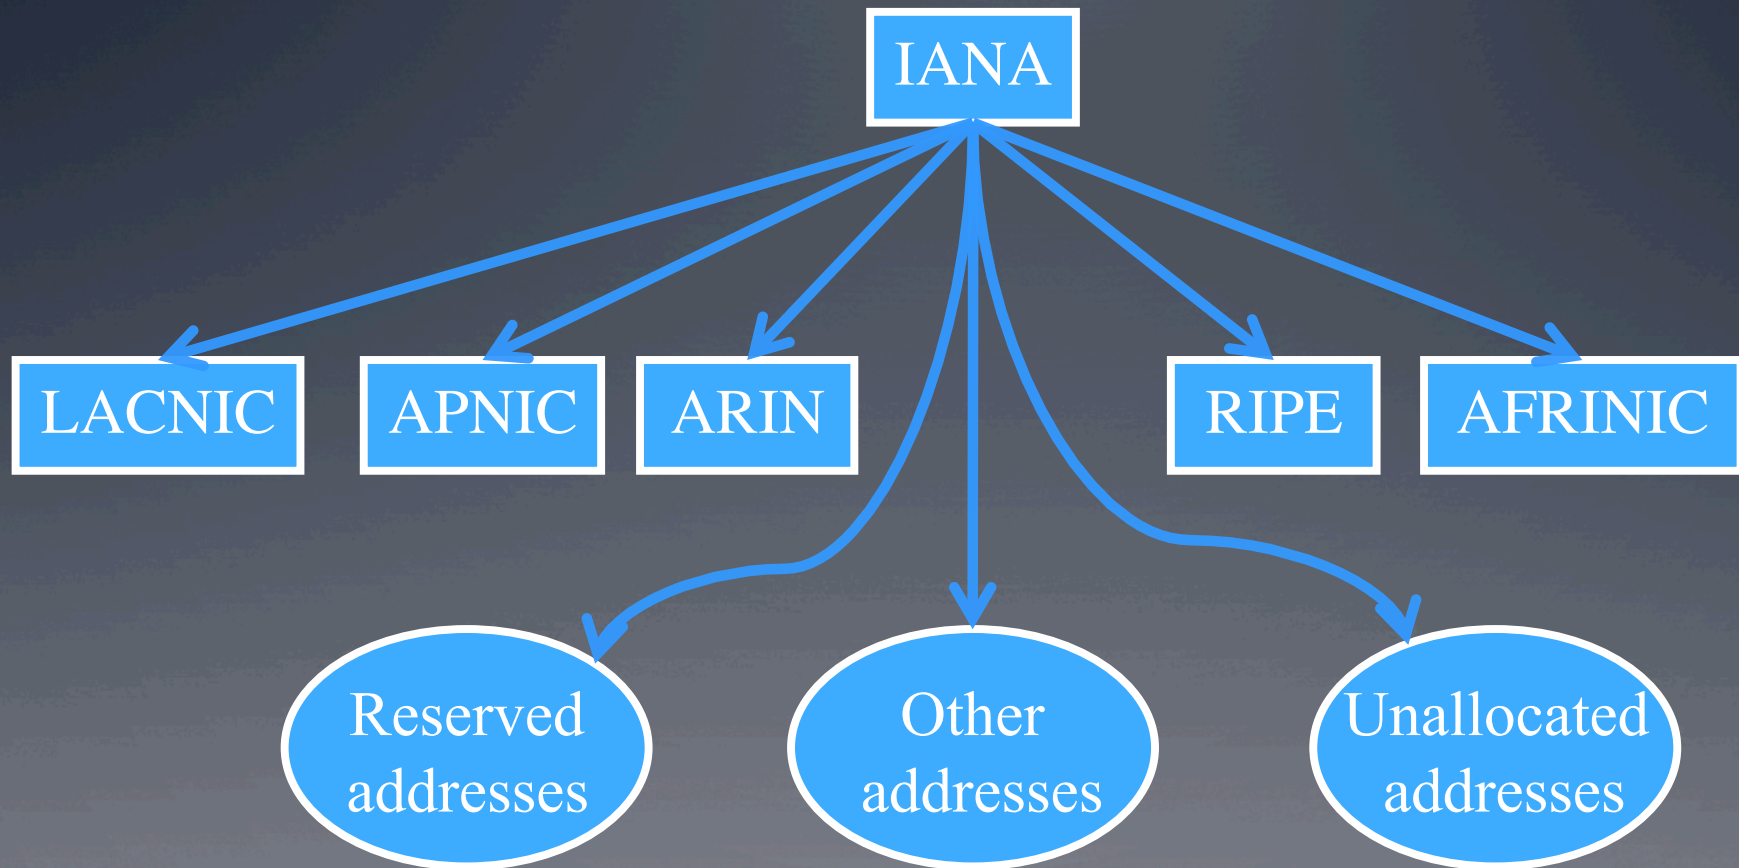 IANA
LACNIC
APNIC
ARIN
RIPE
AFRINIC
Reserved
addresses
Other
addresses
Unallocated
addresses